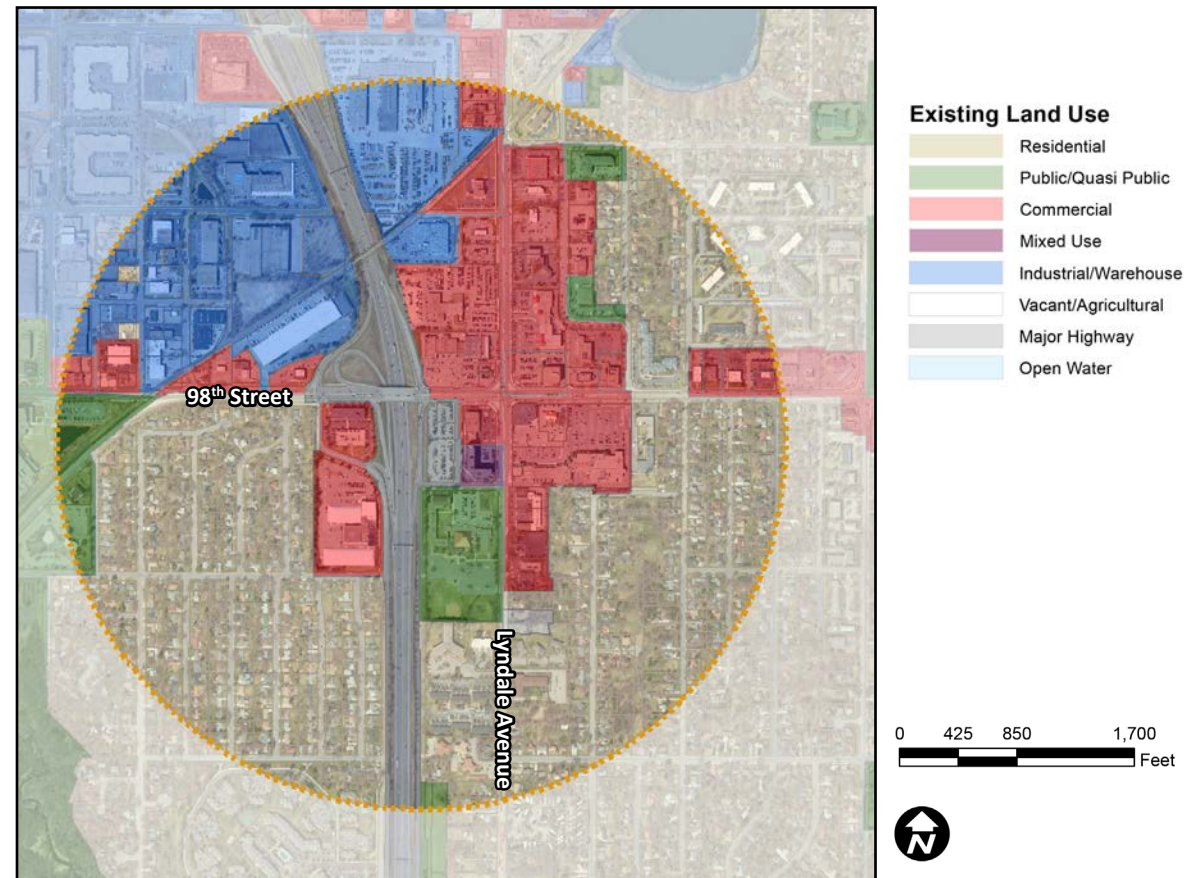 98th Street
Lyndale Avenue
Existing Land Use
Residential
Public/Quasi Public
Commercial
Mixed Use
Industrial/Warehouse
Vacant/Agricultural
Major Highway
Open Water
0 425 850 1,700
Feet
N